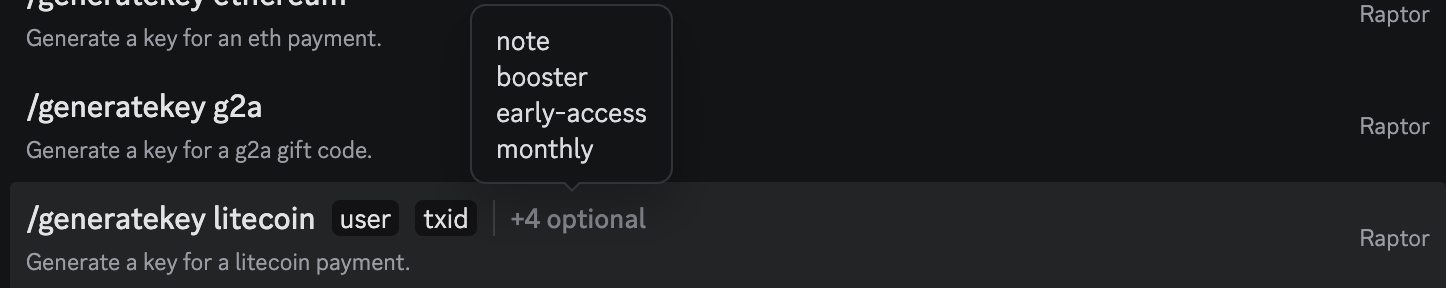 /generatekey ethereum
Raptor
Generate a key for an eth payment.
note
booster
early-access
monthly
/generatekey g2a
Raptor
Generate a key for a g2a gift code.
/generatekey litecoin user txid +4 optional
Raptor
Generate a key for a litecoin payment.